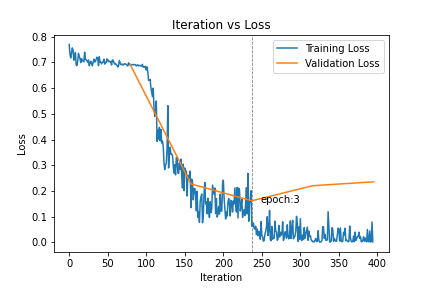 Iteration vs Loss
0.8
0.7
0.6
0.5
0.4
0.3
0.2
0.1
0.0
Loss
Training Loss
Validation Loss
epoch:3
0 50 100 150 200 250 300 350 400
Iteration